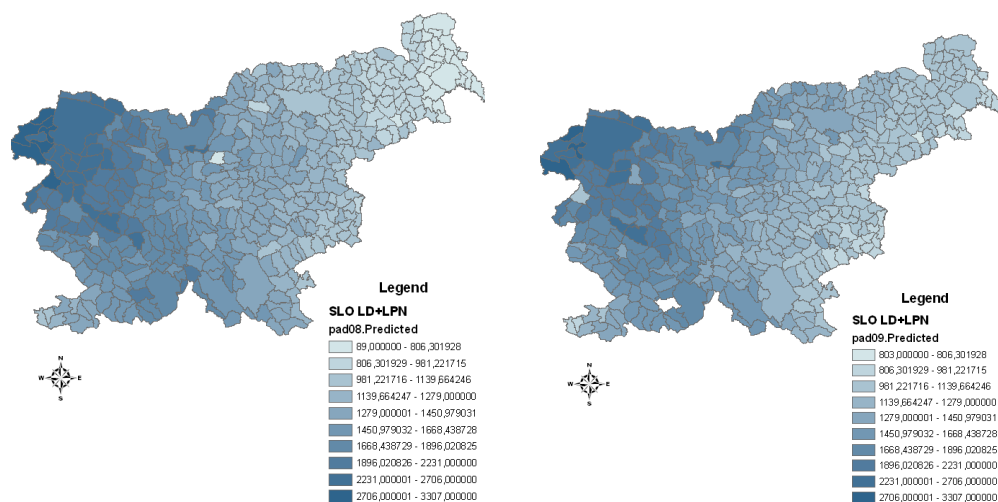 N
W E
S
Legend
SLO LD+LPN
pad08.Predicted
89,000000 - 806,301928
806,301929 - 981,221715
981,221716 - 1139,664246
1139,664247 - 1279,000000
1279,000001 - 1450,979031
1450,979032 - 1668,438728
1668,438729 - 1896,020825
1896,020826 - 2231,000000
2231,000001 - 2706,000000
2706,000001 - 3307,000000
N
W E
S
Legend
SLO LD+LPN
pad09.Predicted
803,000000 - 806,301928
806,301929 - 981,221715
981,221716 - 1139,664246
1139,664247 - 1279,000000
1279,000001 - 1450,979031
1450,979032 - 1668,438728
1668,438729 - 1896,020825
1896,020826 - 2231,000000
2231,000001 - 2706,000000
2706,000001 - 3307,000000